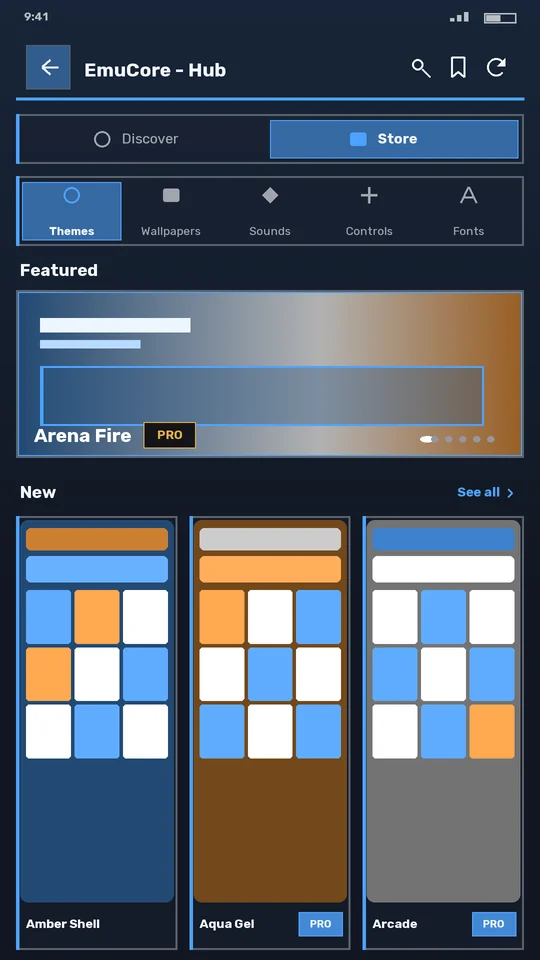 9:41
EmuCore - Hub
Discover
Store
Themes
Wallpapers
Sounds
Controls
Fonts
Featured
Arena Fire
PRO
New
See all
Amber Shell
Aqua Gel
PRO
Arcade
PRO